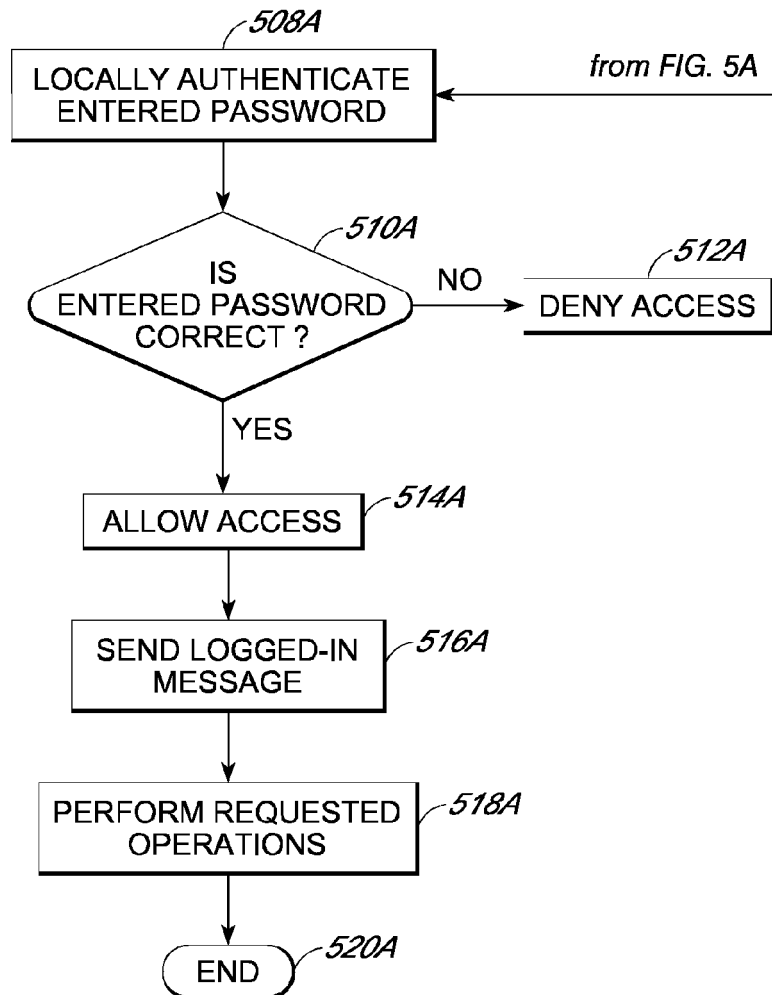 508A
LOCALLY AUTHENTICATE
ENTERED PASSWORD
from FIG. 5A
510A
IS
ENTERED PASSWORD
CORRECT ?
NO
512A
DENY ACCESS
YES
514A
ALLOW ACCESS
516A
SEND LOGGED-IN
MESSAGE
518A
PERFORM REQUESTED
OPERATIONS
520A
END